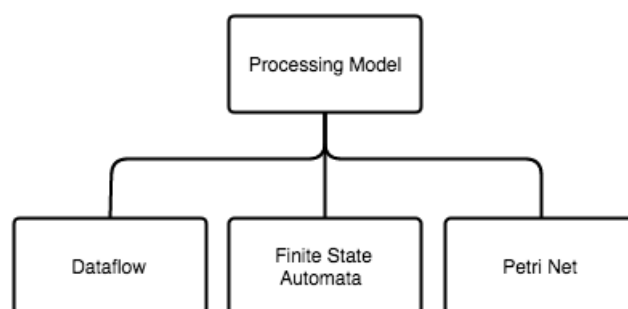 Processing Model
Dataflow
Finite State
Automata
Petri Net